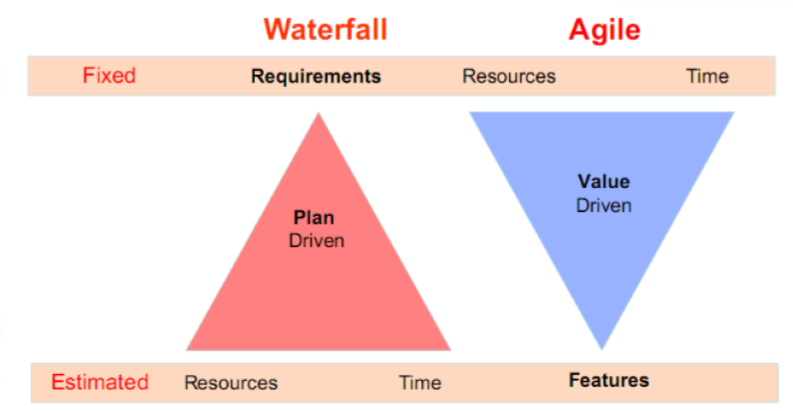 Waterfall Agile
Fixed Requirements Resources Time
Plan
Driven
Value
Driven
Estimated Resources Time Features